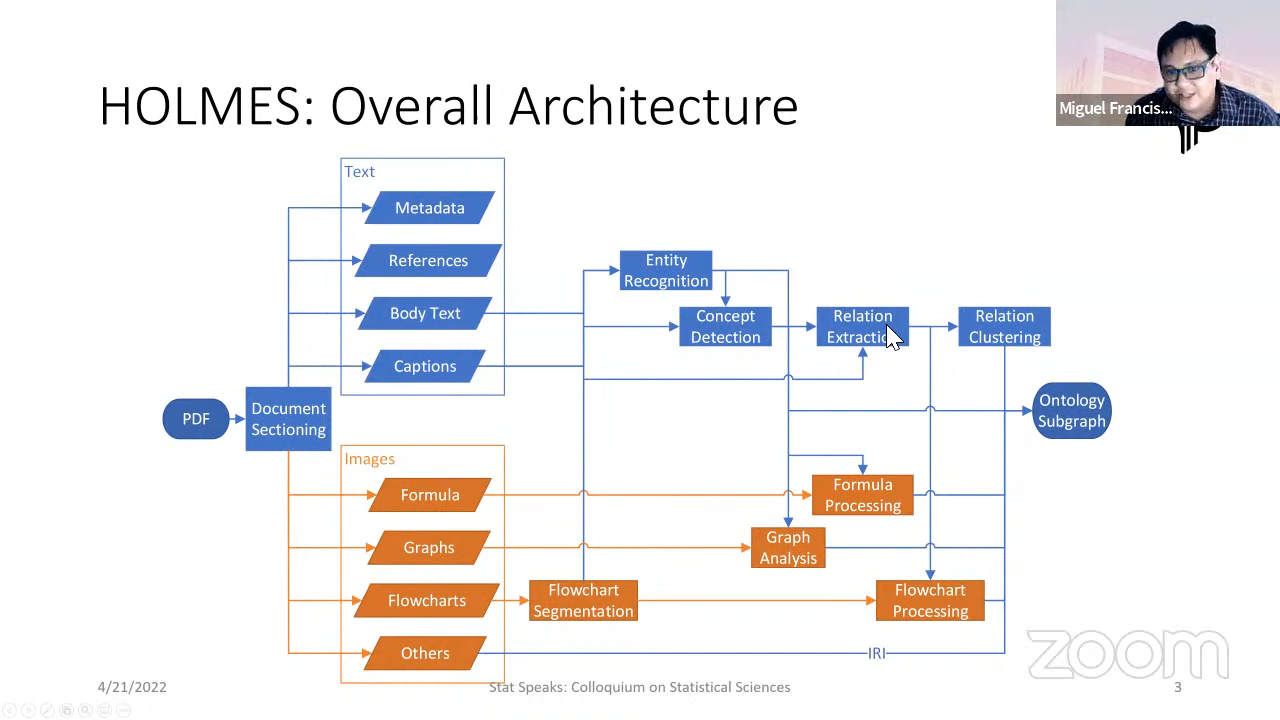 HOLMES: Overall Architecture
Miguel Francis...
Text
Metadata
References
Body Text
Captions
PDF
Document
Sectioning
Images
Formula
Graphs
Flowcharts
Others
Entity
Recognition
Concept
Detection
Relation
Extraction
Relation
Clustering
Ontology
Subgraph
Formula
Processing
Graph
Analysis
Flowchart
Segmentation
Flowchart
Processing
IRI
zoom
4/21/2022
Stat Speaks: Colloquium on Statistical Sciences
3